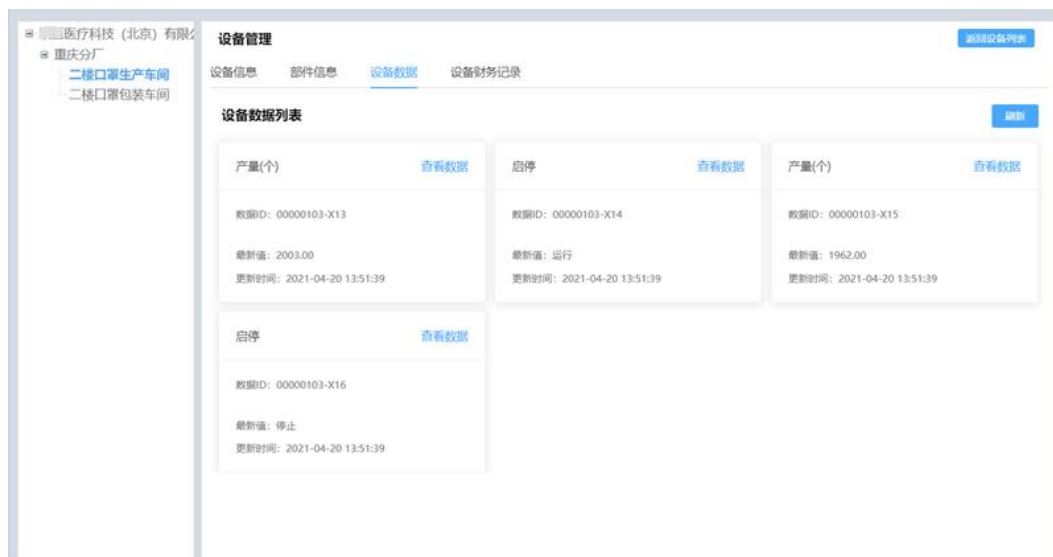 医疗科技（北京）有限公
重庆分厂
二楼口罩生产车间
二楼口罩包装车间
设备管理
返回设备列表
设备信息 部件信息 设备数据 设备财务记录
设备数据列表
刷新
产量(个) 查看数据
数据ID：00000103-X13
最新值：2003.00
更新时间：2021-04-20 13:51:39
启停 查看数据
数据ID：00000103-X14
最新值：运行
更新时间：2021-04-20 13:51:39
产量(个) 查看数据
数据ID：00000103-X15
最新值：1962.00
更新时间：2021-04-20 13:51:39
启停 查看数据
数据ID：00000103-X16
最新值：停止
更新时间：2021-04-20 13:51:39